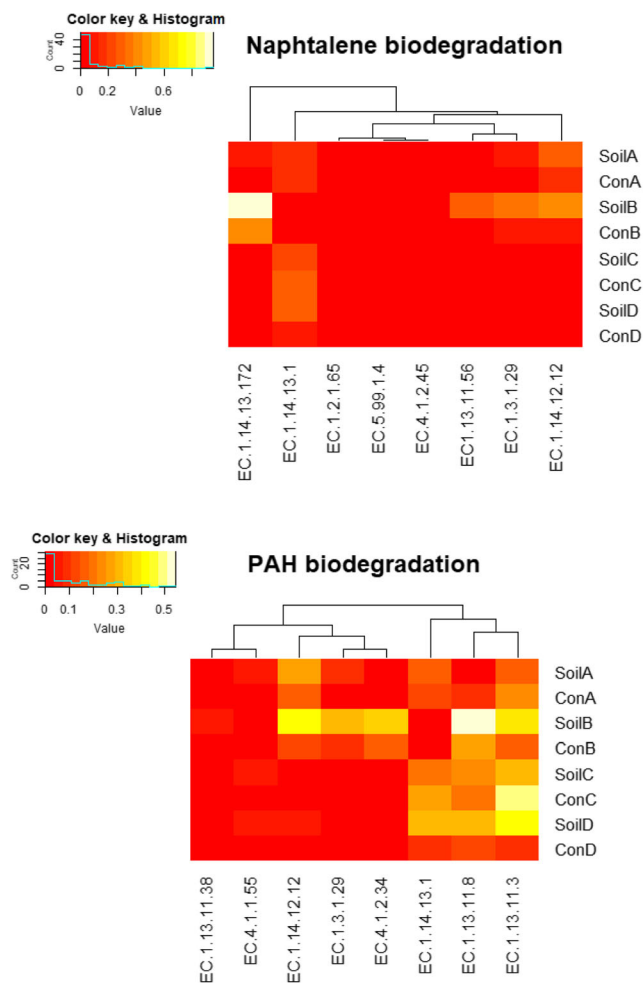 Color key & Histogram
Naphtalene biodegradation
Count
0 40
0 0.2 0.6
Value
SoilA
ConA
SoilB
ConB
SoilC
ConC
SoilD
ConD
EC.1.14.13.172
EC.1.14.13.1
EC.1.2.1.65
EC.5.99.1.4
EC.4.1.2.45
EC1.13.11.56
EC.1.3.1.29
EC.1.14.12.12
Color key & Histogram
PAH biodegradation
Count
0 20
0 0.1 0.3 0.5
Value
SoilA
ConA
SoilB
ConB
SoilC
ConC
SoilD
ConD
EC.1.13.11.38
EC.4.1.1.55
EC.1.14.12.12
EC.1.3.1.29
EC.4.1.2.34
EC.1.14.13.1
EC.1.13.11.8
EC.1.13.11.3